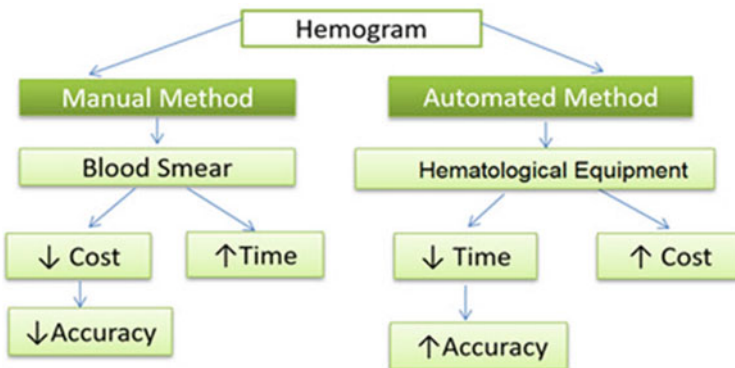 Hemogram
Manual Method
Automated Method
Blood Smear
Hematological Equipment
↓ Cost
↑Time
↓ Time
↑ Cost
↓Accuracy
↑Accuracy